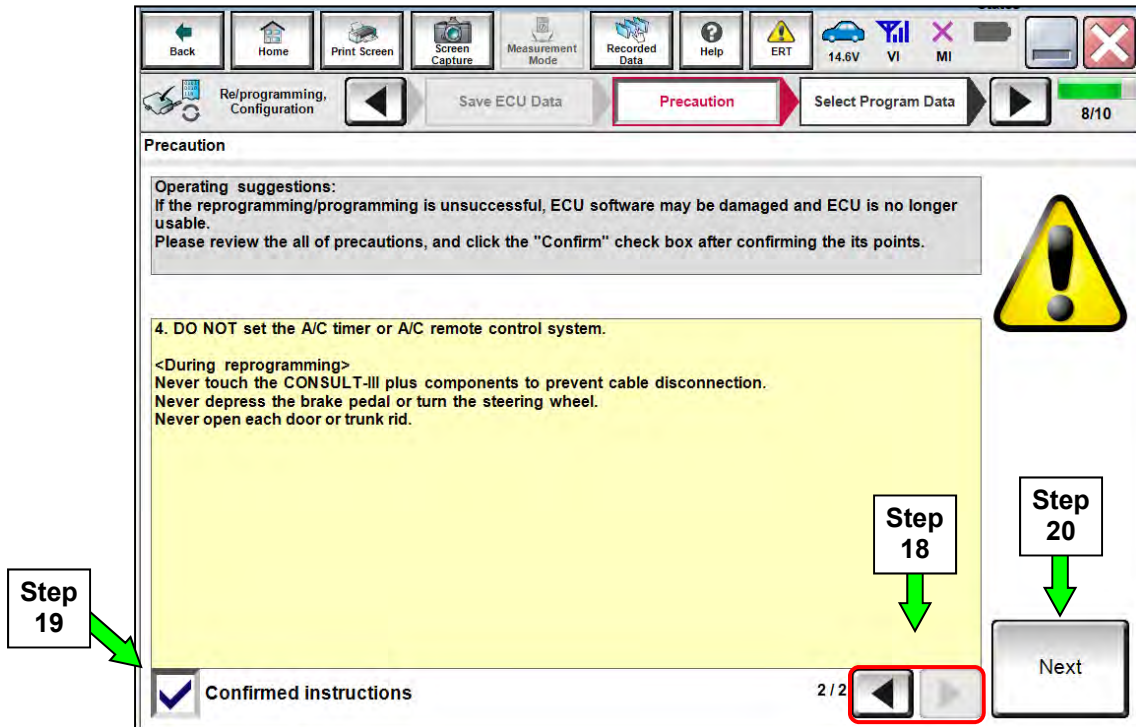 Back
Home
Print Screen
Screen
Capture
Measurement
Mode
Recorded
Data
Help
ERT
14.6V
VI
MI
Re/programming,
Configuration
Save ECU Data
Precaution
Select Program Data
8/10
Precaution
Operating suggestions:
If the reprogramming/programming is unsuccessful, ECU software may be damaged and ECU is no longer
usable.
Please review the all of precautions, and click the "Confirm" check box after confirming the its points.
4. DO NOT set the A/C timer or A/C remote control system.
<During reprogramming>
Never touch the CONSULT-III plus components to prevent cable disconnection.
Never depress the brake pedal or turn the steering wheel.
Never open each door or trunk rid.
Step
18
Step
20
Step
19
Confirmed instructions
2/2
Next